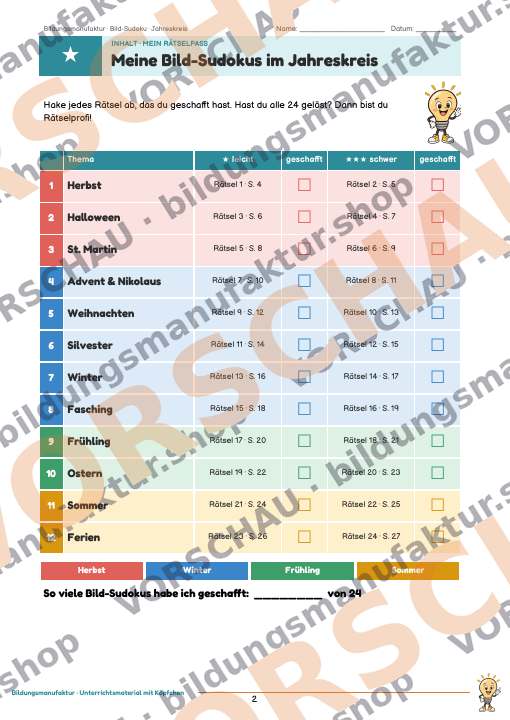 Bildungsmanufaktur · Bild-Sudoku · Jahreskreis Name: ____________________ Datum: __________
INHALT · MEIN RÄTSELPASS
★ Meine Bild-Sudokus im Jahreskreis
Hake jedes Rätsel ab, das du geschafft hast. Hast du alle 24 gelöst? Dann bist du
Rätselprofi!
Thema ★ leicht geschafft ★★★ schwer geschafft
1 Herbst Rätsel 1 · S. 4 ☐ Rätsel 2 · S. 5 ☐
2 Halloween Rätsel 3 · S. 6 ☐ Rätsel 4 · S. 7 ☐
3 St. Martin Rätsel 5 · S. 8 ☐ Rätsel 6 · S. 9 ☐
4 Advent & Nikolaus Rätsel 7 · S. 10 ☐ Rätsel 8 · S. 11 ☐
5 Weihnachten Rätsel 9 · S. 12 ☐ Rätsel 10 · S. 13 ☐
6 Silvester Rätsel 11 · S. 14 ☐ Rätsel 12 · S. 15 ☐
7 Winter Rätsel 13 · S. 16 ☐ Rätsel 14 · S. 17 ☐
8 Fasching Rätsel 15 · S. 18 ☐ Rätsel 16 · S. 19 ☐
9 Frühling Rätsel 17 · S. 20 ☐ Rätsel 18 · S. 21 ☐
10 Ostern Rätsel 19 · S. 22 ☐ Rätsel 20 · S. 23 ☐
11 Sommer Rätsel 21 · S. 24 ☐ Rätsel 22 · S. 25 ☐
12 Ferien Rätsel 23 · S. 26 ☐ Rätsel 24 · S. 27 ☐
Herbst Winter Frühling Sommer
So viele Bild-Sudokus habe ich geschafft: ________ von 24
Bildungsmanufaktur · Unterrichtsmaterial mit Köpfchen
2
VORSCHAU · bildungsmanufaktur.shop
VORSCHAU